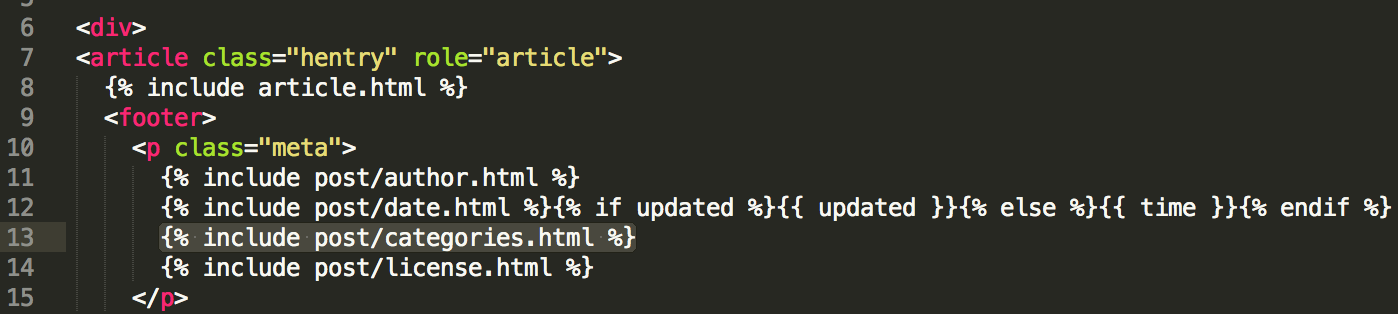 6 <div>
7 <article class="hentry" role="article">
8 {% include article.html %}
9 <footer>
10 <p class="meta">
11 {% include post/author.html %}
12 {% include post/date.html %}{% if updated %}{{ updated }}{% else %}{{ time }}{% endif %}
13 {% include post/categories.html %}
14 {% include post/license.html %}
15 </p>